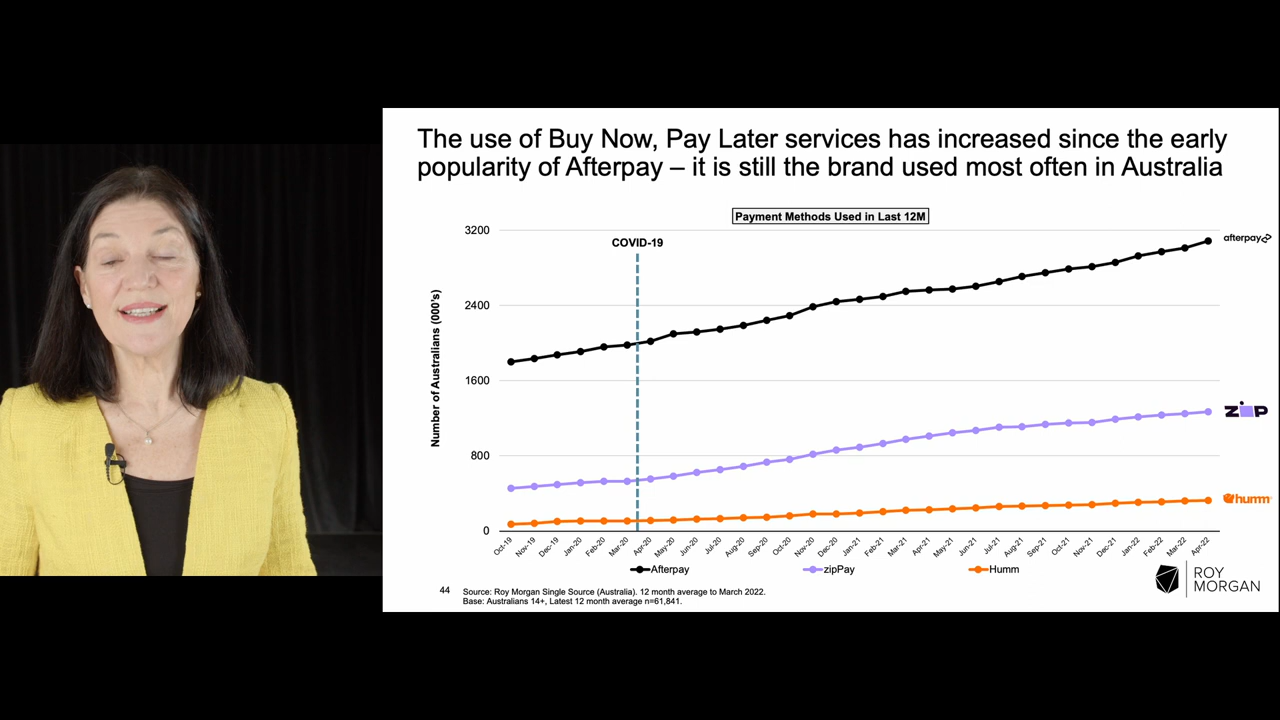 The use of Buy Now, Pay Later services has increased since the early
popularity of Afterpay – it is still the brand used most often in Australia
Payment Methods Used in Last 12M
COVID-19
Number of Australians (000's)
3200
2400
1600
800
0
afterpay
zip
humm
Oct-19 Nov-19 Dec-19 Jan-20 Feb-20 Mar-20 Apr-20 May-20 Jun-20 Jul-20 Aug-20 Sep-20 Oct-20 Nov-20 Dec-20 Jan-21 Feb-21 Mar-21 Apr-21 May-21 Jun-21 Jul-21 Aug-21 Sep-21 Oct-21 Nov-21 Dec-21 Jan-22 Feb-22 Mar-22 Apr-22
Afterpay zipPay Humm
44 Source: Roy Morgan Single Source (Australia). 12 month average to March 2022.
Base: Australians 14+, Latest 12 month average n=61,841.
ROY
MORGAN